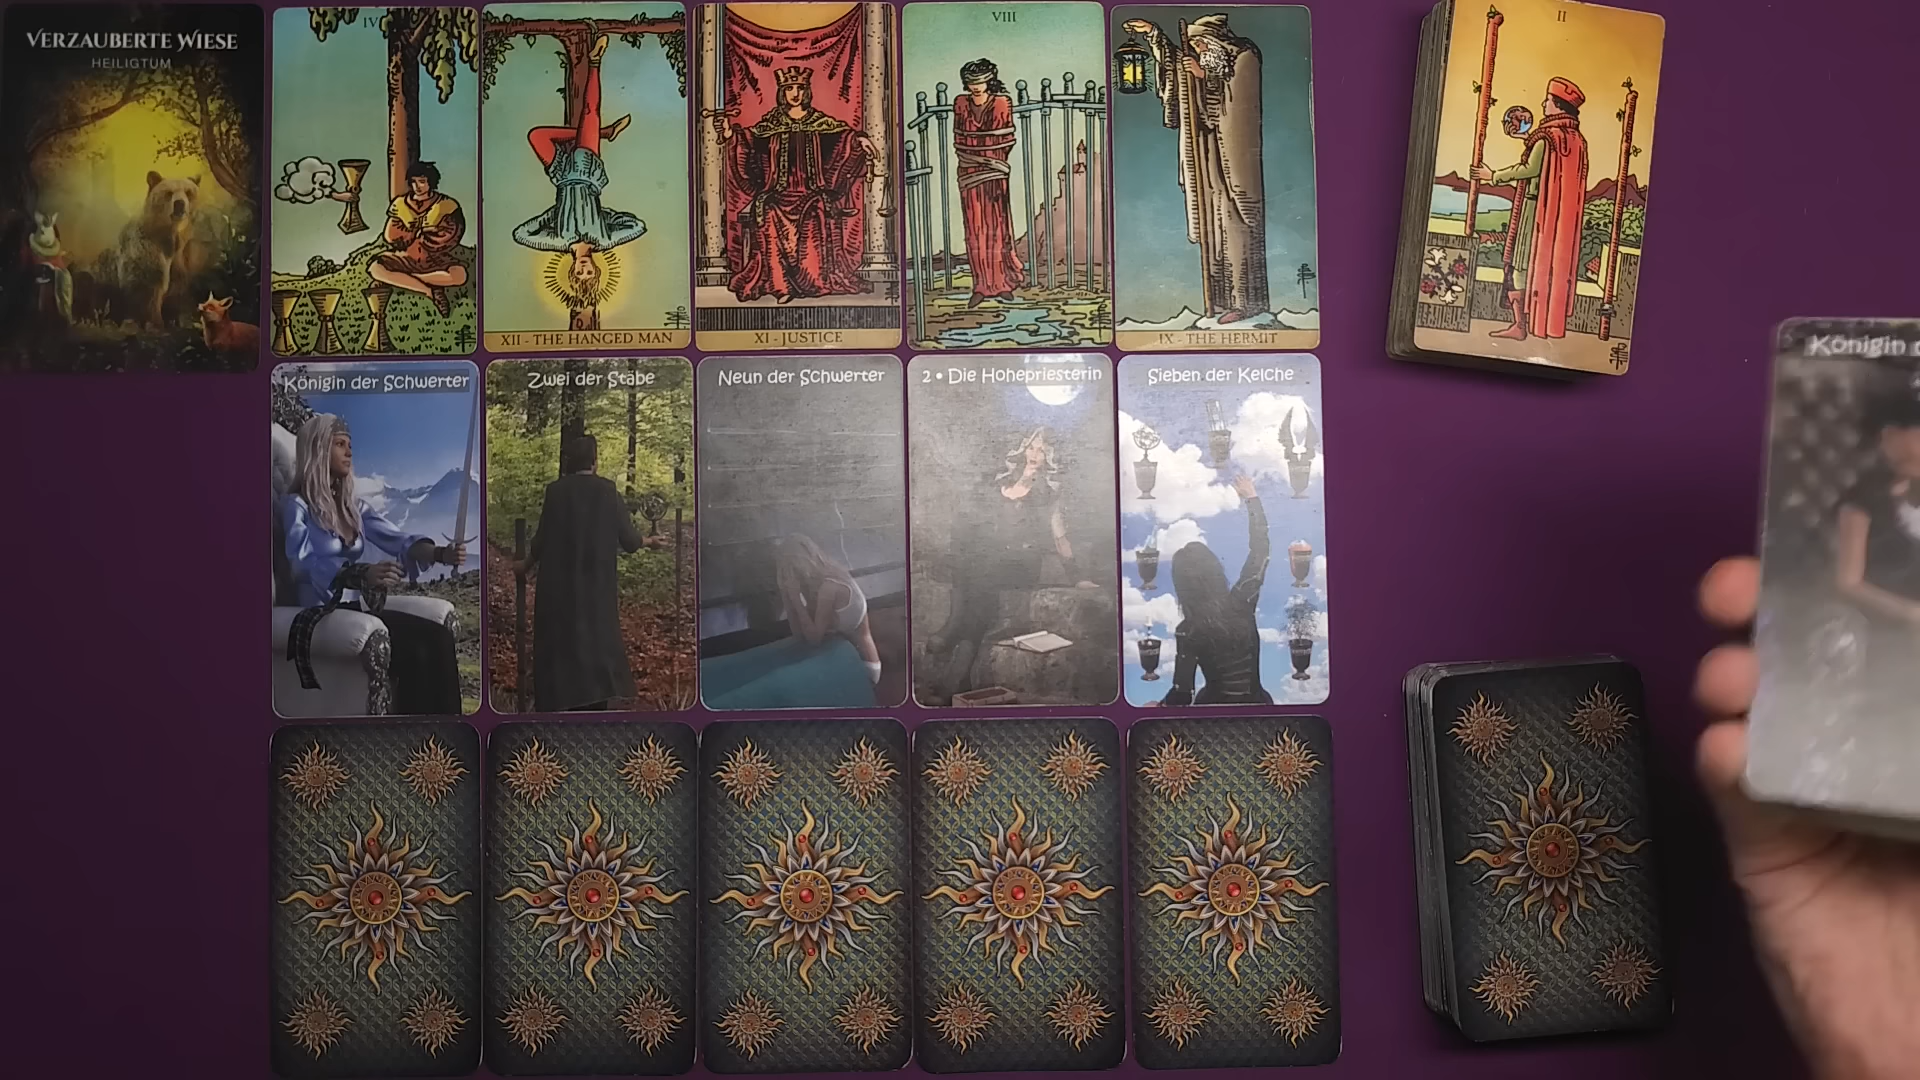 VERZAUBERTE WIESE
HEILIGTUM
IV
XII - THE HANGED MAN
XI - JUSTICE
VIII
IX - THE HERMIT
II
Königin der Schwerter
Zwei der Stäbe
Neun der Schwerter
2 • Die Hohepriesterin
Sieben der Kelche
Königin